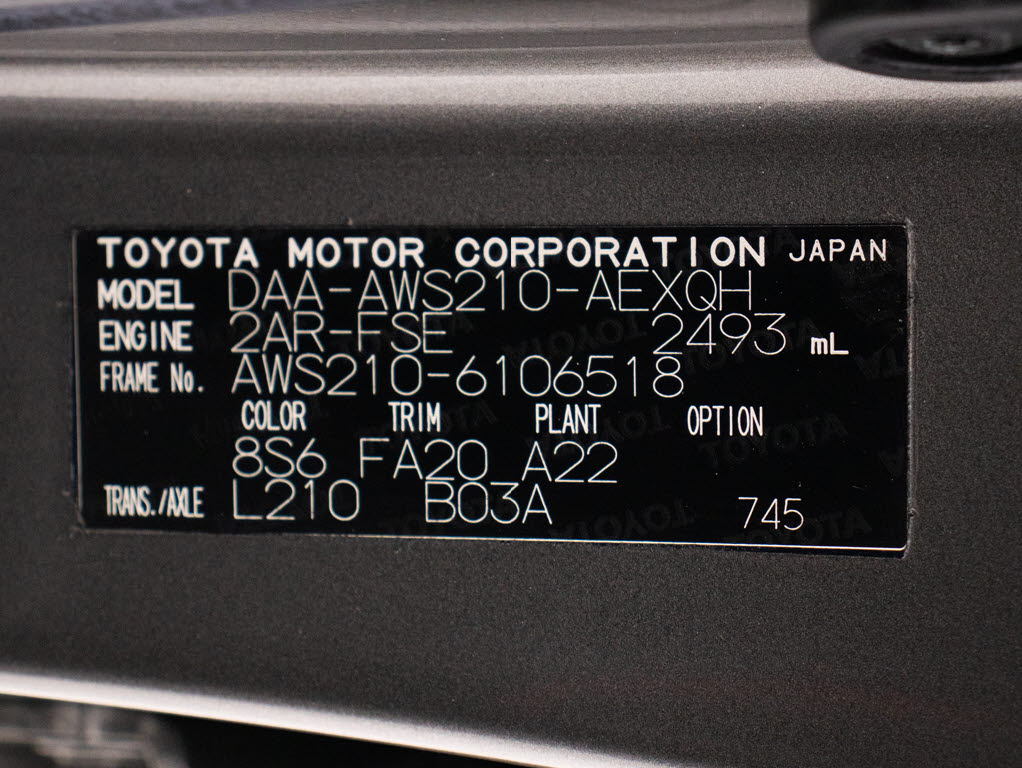 TOYOTA MOTOR CORPORATION JAPAN
MODEL DAA-AWS210-AEXQH
ENGINE 2AR-FSE 2493 mL
FRAME No. AWS210-6106518
COLOR TRIM PLANT OPTION
8S6 FA20 A22
TRANS./AXLE L210 B03A 745